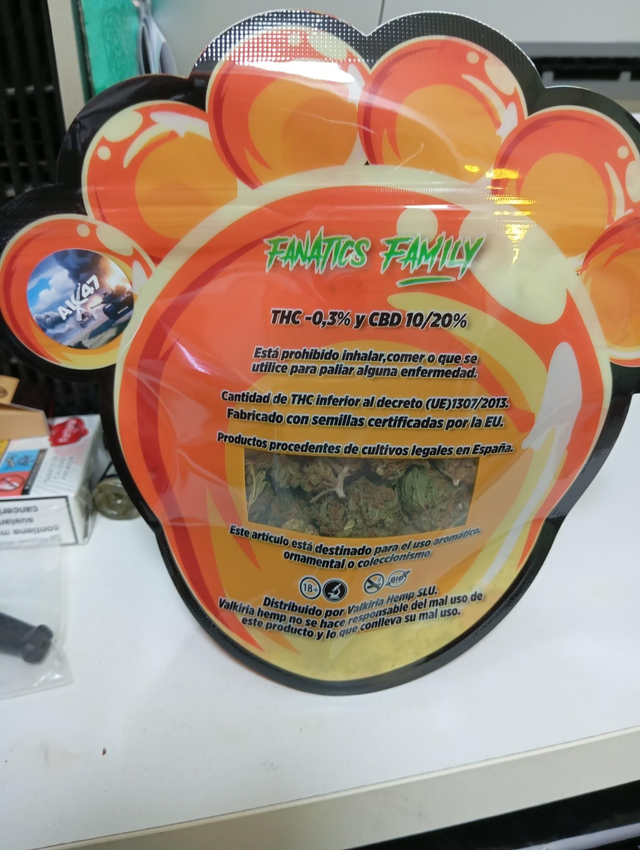 FANATICS FAMILY
AK47
THC -0,3% y CBD 10/20%
Está prohibido inhalar,comer o que se
utilice para paliar alguna enfermedad.
Cantidad de THC inferior al decreto (UE)1307/2013.
Fabricado con semillas certificadas por la EU.
Productos procedentes de cultivos legales en España.
Este artículo está destinado para el uso aromático,
ornamental o coleccionismo.
18+
BIO
Distribuido por Valkiria Hemp SLU.
Valkiria hemp no se hace responsable del mal uso de
este producto y lo que conlleva su mal uso.
contiene m
sustan
cancer